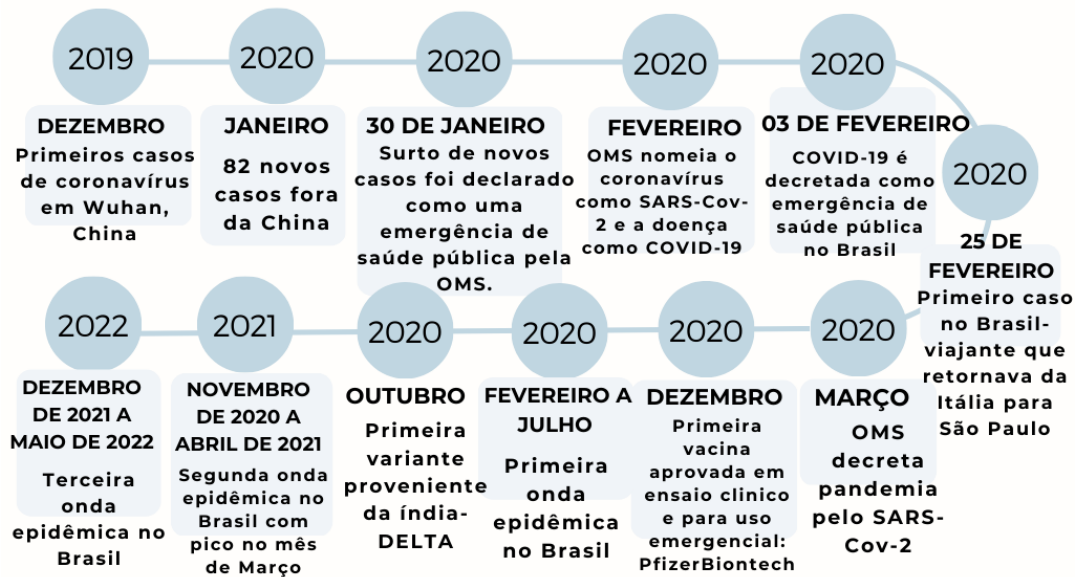 2019
DEZEMBRO
Primeiros casos
de coronavírus
em Wuhan,
China
2020
JANEIRO
82 novos
casos fora
da China
2020
30 DE JANEIRO
Surto de novos
casos foi declarado
como uma
emergência de
saúde pública pela
OMS.
2020
FEVEREIRO
OMS nomeia o
coronavírus
como SARS-Cov-
2 e a doença
como COVID-19
2020
03 DE FEVEREIRO
COVID-19 é
decretada como
emergência de
saúde pública
no Brasil
2020
25 DE
FEVEREIRO
Primeiro caso
no Brasil-
viajante que
retornava da
Itália para
São Paulo
2020
MARÇO
OMS
decreta
pandemia
pelo SARS-
Cov-2
2020
DEZEMBRO
Primeira
vacina
aprovada em
ensaio clinico
e para uso
emergencial:
PfizerBiontech
2020
FEVEREIRO A
JULHO
Primeira
onda
epidêmica
no Brasil
2020
OUTUBRO
Primeira
variante
proveniente
da índia-
DELTA
2021
NOVEMBRO
DE 2020 A
ABRIL DE 2021
Segunda onda
epidêmica no
Brasil com
pico no mês
de Março
2022
DEZEMBRO
DE 2021 A
MAIO DE 2022
Terceira
onda
epidêmica no
Brasil